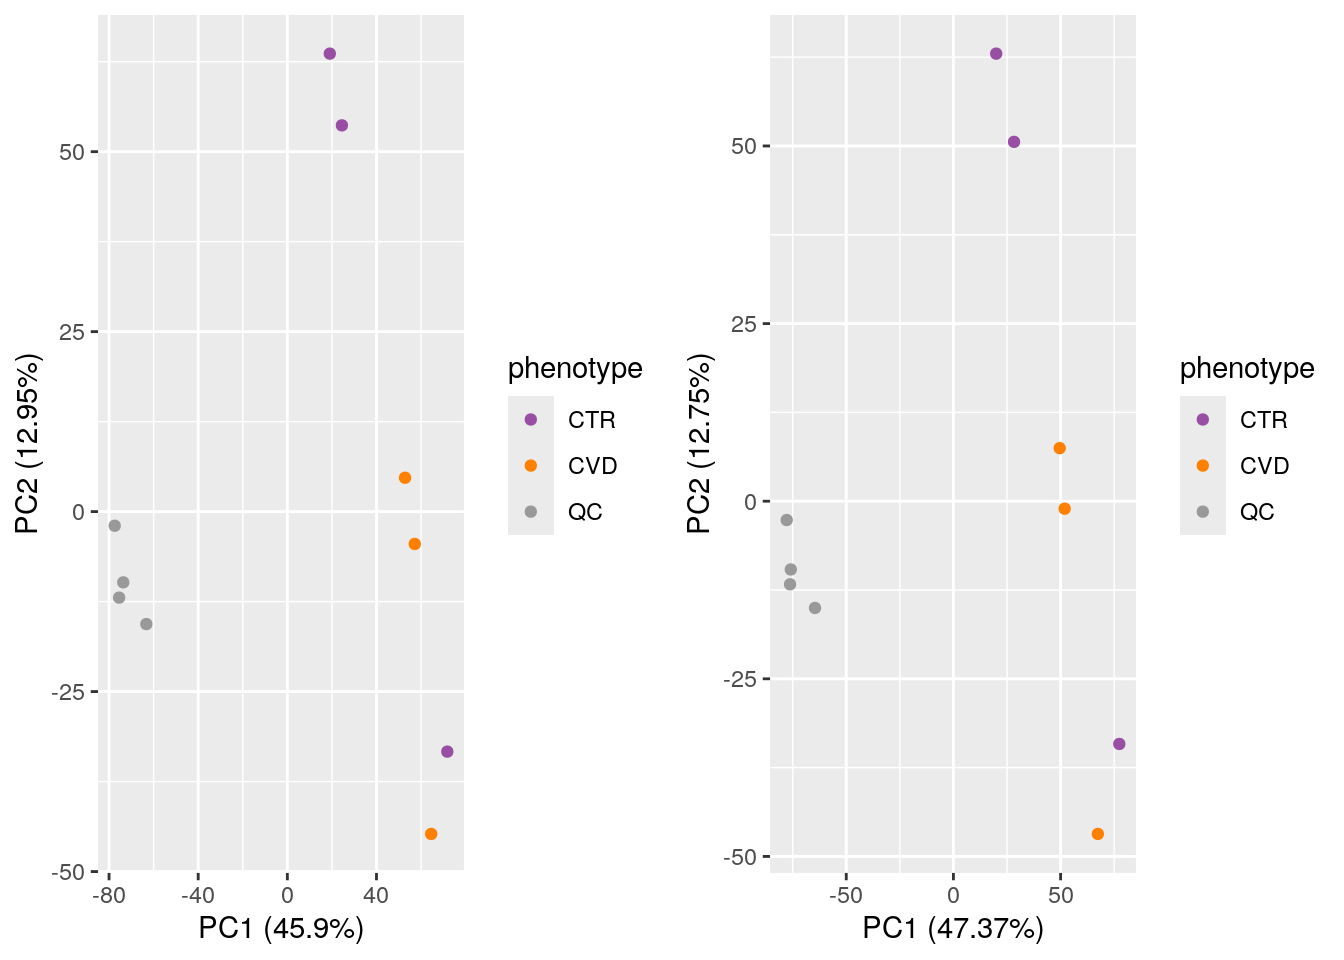 50
25
0
-25
-50
-80
-40
0
40
PC1 (45.9%)
PC2 (12.95%)
phenotype
CTR
CVD
QC
50
25
0
-25
-50
-50
0
50
PC1 (47.37%)
PC2 (12.75%)
phenotype
CTR
CVD
QC